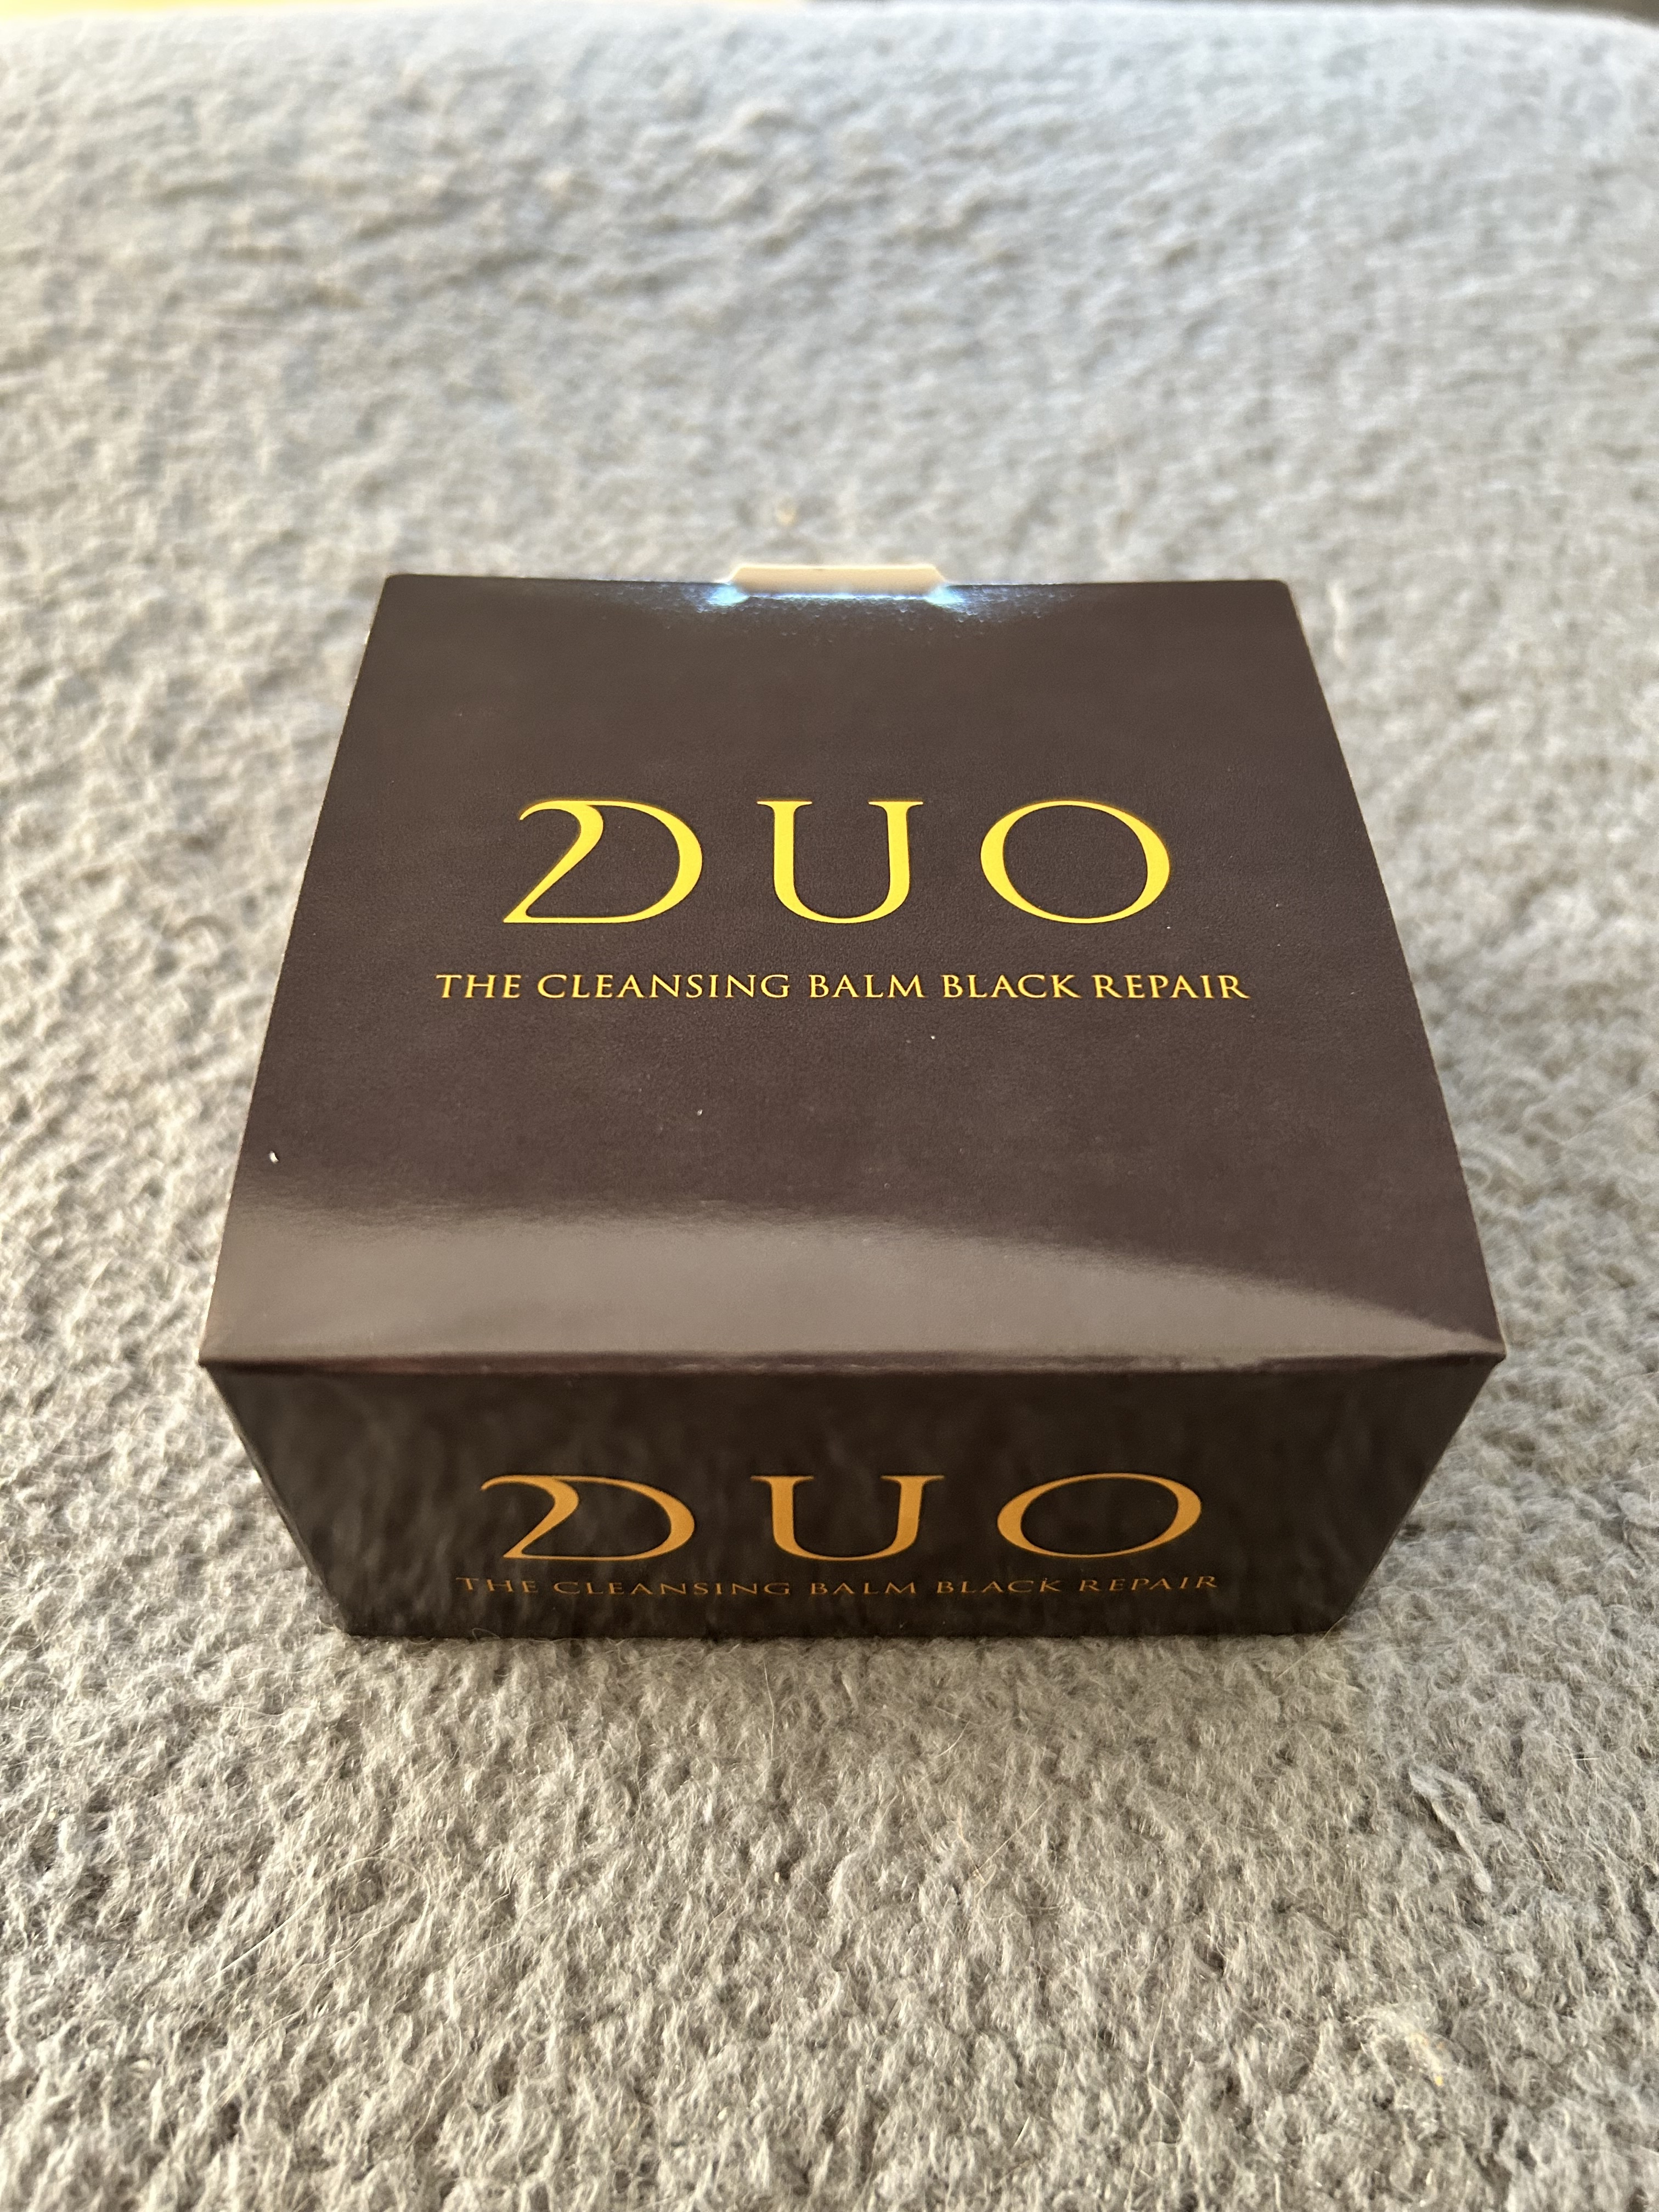 DUO
THE CLEANSING BALM BLACK REPAIR
DUO
THE CLEANSING BALM BLACK REPAIR